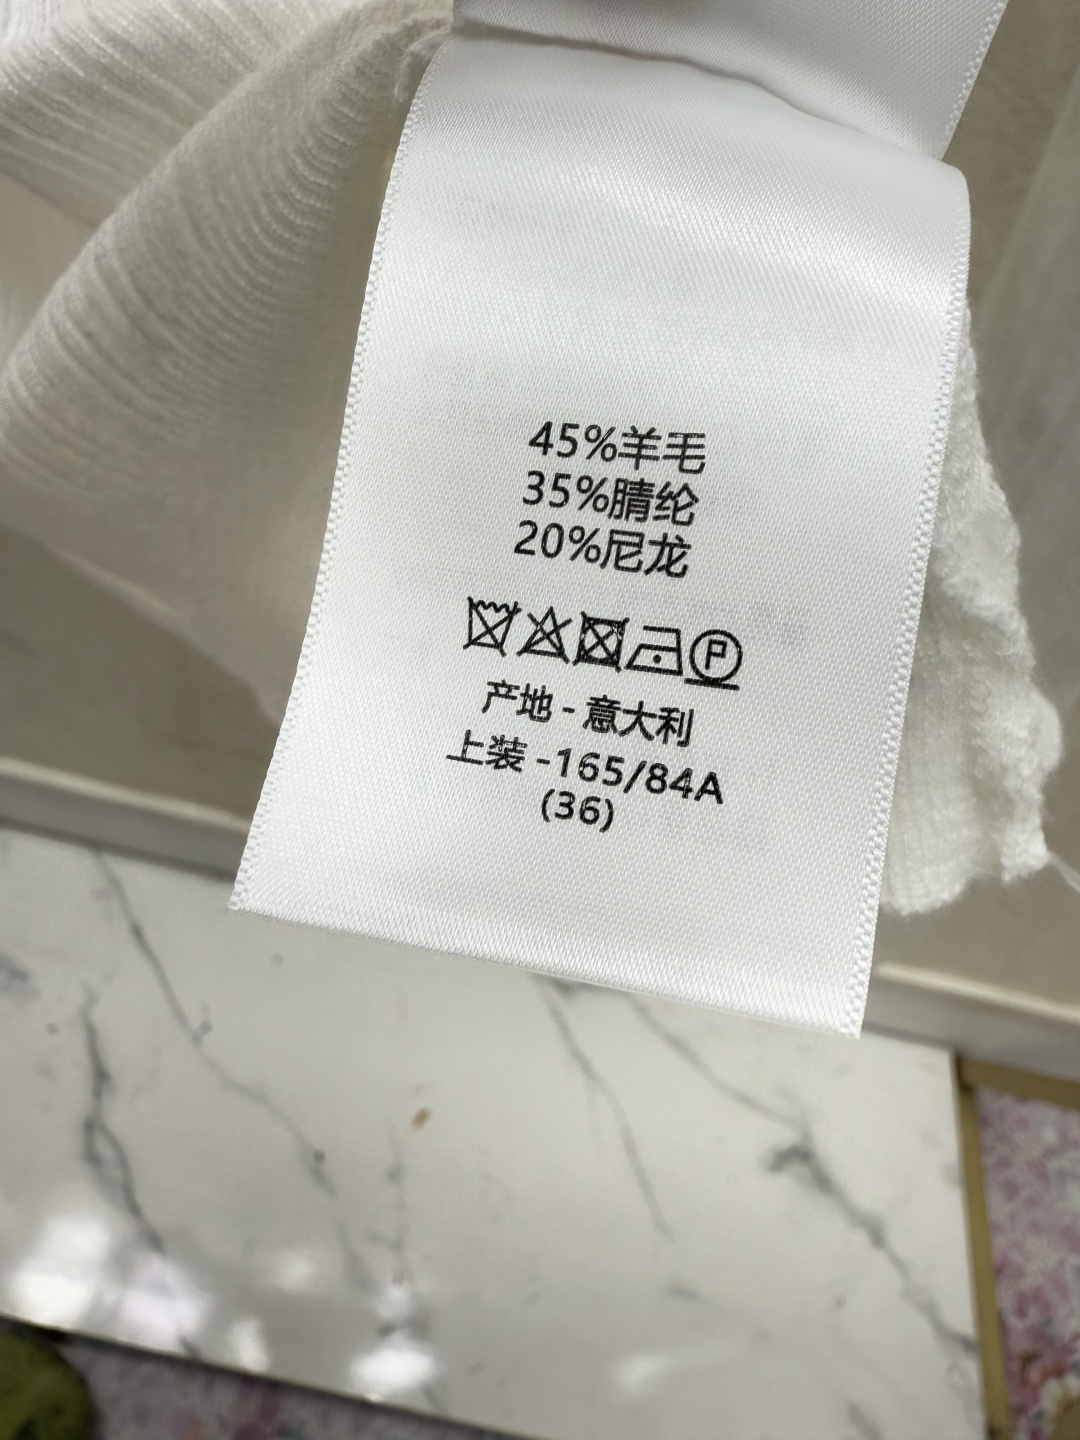 45%羊毛
35%腈纶
20%尼龙
P
产地 - 意大利
上装 -165/84A
(36)